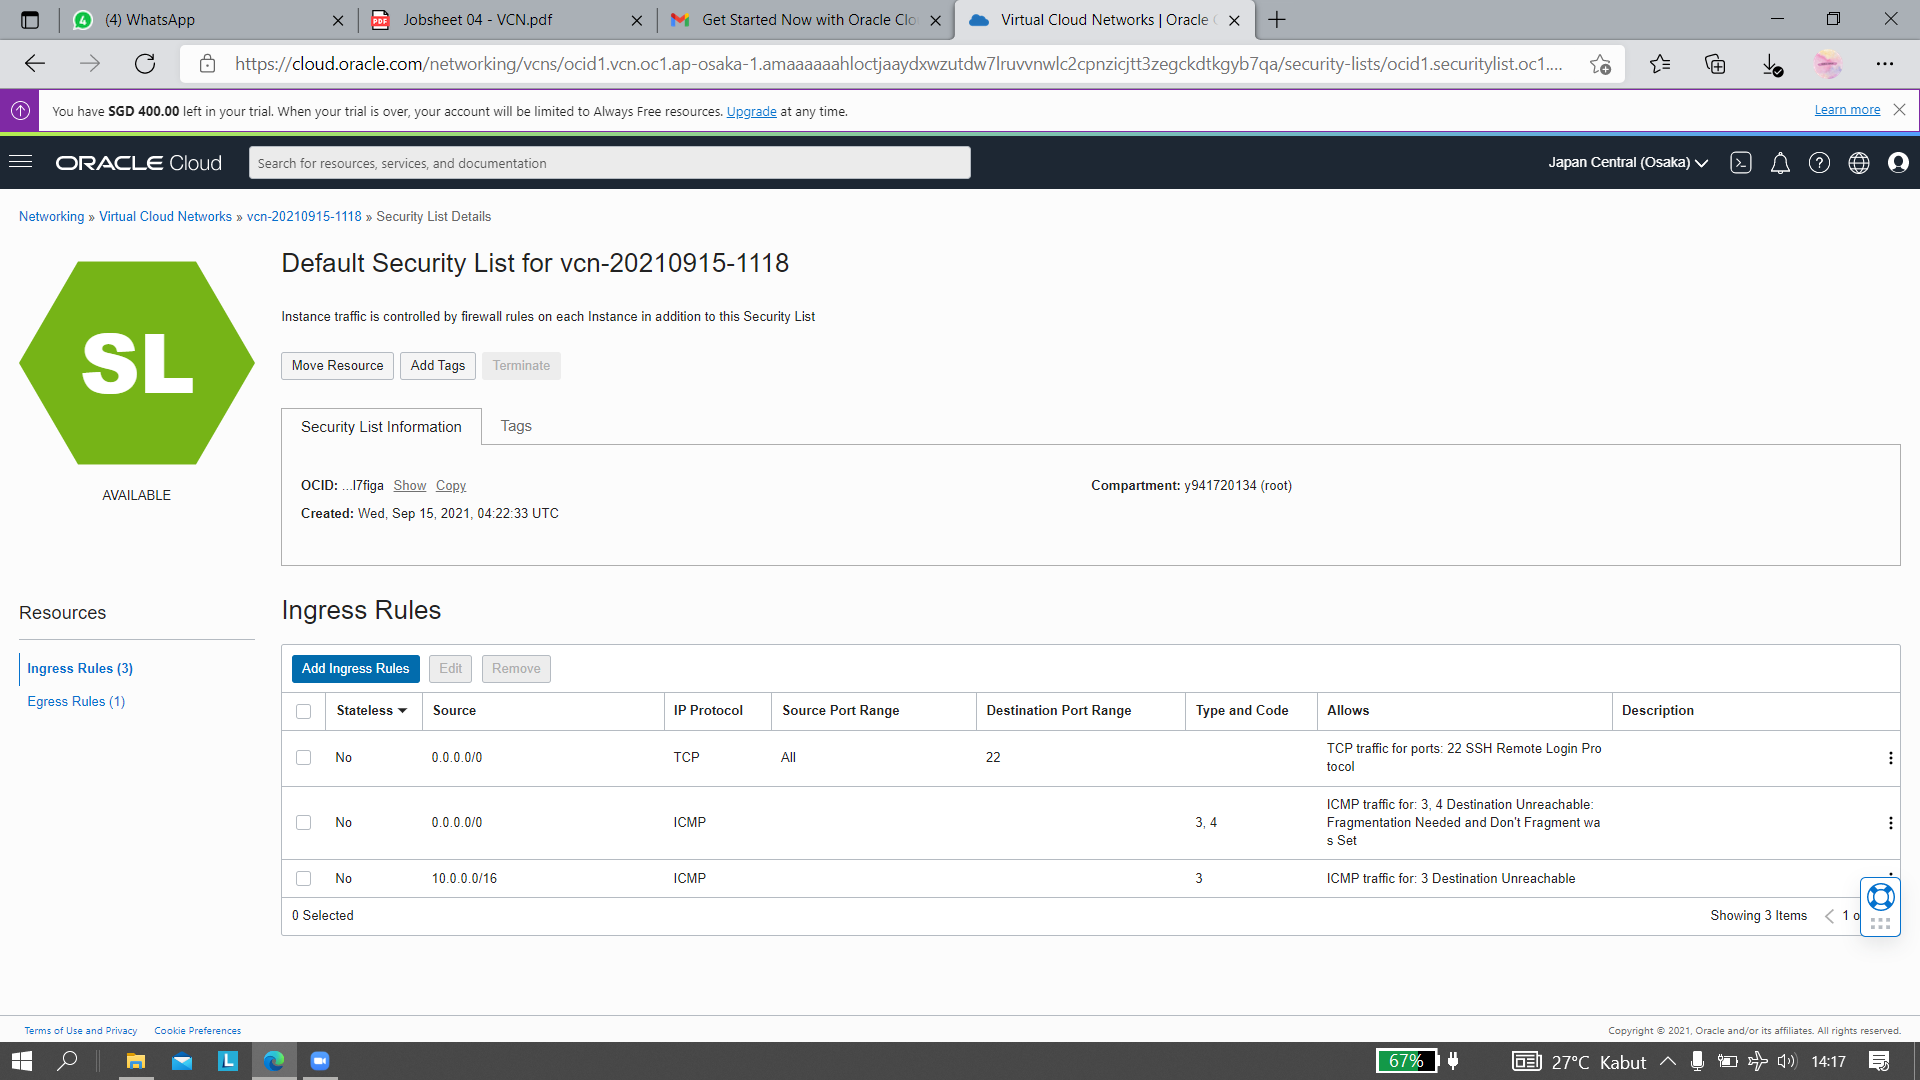 (4) WhatsApp
Jobsheet 04 - VCN.pdf
Get Started Now with Oracle Clo
Virtual Cloud Networks | Oracle C
https://cloud.oracle.com/networking/vcns/ocid1.vcn.oc1.ap-osaka-1.amaaaaaahloctjaaydxwzutdw7lruvvnwlc2cpnzicjtt3zegckdtkgyb7qa/security-lists/ocid1.securitylist.oc1....
You have SGD 400.00 left in your trial. When your trial is over, your account will be limited to Always Free resources. Upgrade at any time.
Learn more
ORACLE Cloud
Search for resources, services, and documentation
Japan Central (Osaka)
Networking » Virtual Cloud Networks » vcn-20210915-1118 » Security List Details
SL
AVAILABLE
Default Security List for vcn-20210915-1118
Instance traffic is controlled by firewall rules on each Instance in addition to this Security List
Move Resource Add Tags Terminate
Security List Information Tags
OCID: ...l7figa Show Copy
Compartment: y941720134 (root)
Created: Wed, Sep 15, 2021, 04:22:33 UTC
Resources
Ingress Rules (3)
Egress Rules (1)
Ingress Rules
Add Ingress Rules Edit Remove
Stateless Source IP Protocol Source Port Range Destination Port Range Type and Code Allows Description
No 0.0.0.0/0 TCP All 22 TCP traffic for ports: 22 SSH Remote Login Pro
tocol
No 0.0.0.0/0 ICMP 3, 4 ICMP traffic for: 3, 4 Destination Unreachable:
Fragmentation Needed and Don't Fragment wa
s Set
No 10.0.0.0/16 ICMP 3 ICMP traffic for: 3 Destination Unreachable
0 Selected
Showing 3 Items 1 o
Terms of Use and Privacy Cookie Preferences
Copyright © 2021, Oracle and/or its affiliates. All rights reserved.
67%
27°C Kabut
14:17